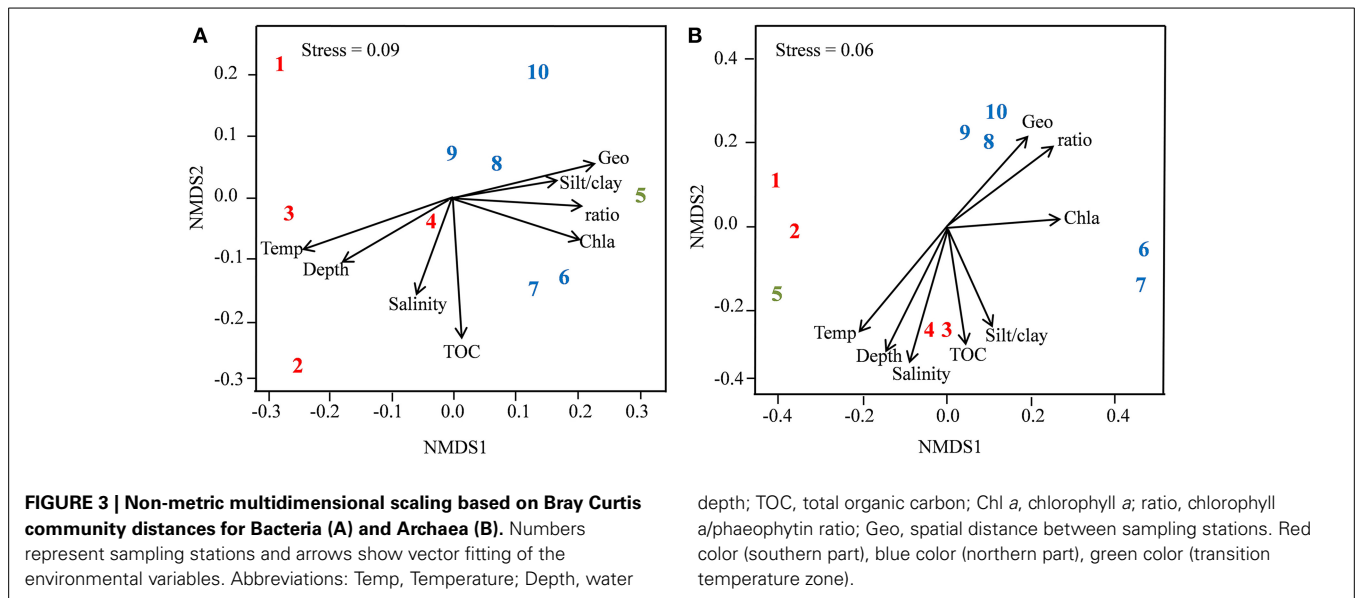 A
Stress = 0.09
1
10
9
8
Geo
Silt/clay
5
3
4
ratio
Temp
Chla
Depth
7
6
Salinity
TOC
2
0.2
0.1
0.0
-0.1
-0.2
-0.3
NMDS2
-0.3
-0.2
-0.1
0.0
0.1
0.2
0.3
NMDS1
B
Stress = 0.06
10
Geo
9
8
ratio
1
Chla
2
6
5
7
Temp
4
3
Silt/clay
Depth
TOC
Salinity
0.4
0.2
0.0
-0.2
-0.4
NMDS2
-0.4
-0.2
0.0
0.2
0.4
NMDS1
FIGURE 3 | Non-metric multidimensional scaling based on Bray Curtis
community distances for Bacteria (A) and Archaea (B). Numbers
represent sampling stations and arrows show vector fitting of the
environmental variables. Abbreviations: Temp, Temperature; Depth, water
depth; TOC, total organic carbon; Chl a, chlorophyll a; ratio, chlorophyll
a/phaeophytin ratio; Geo, spatial distance between sampling stations. Red
color (southern part), blue color (northern part), green color (transition
temperature zone).